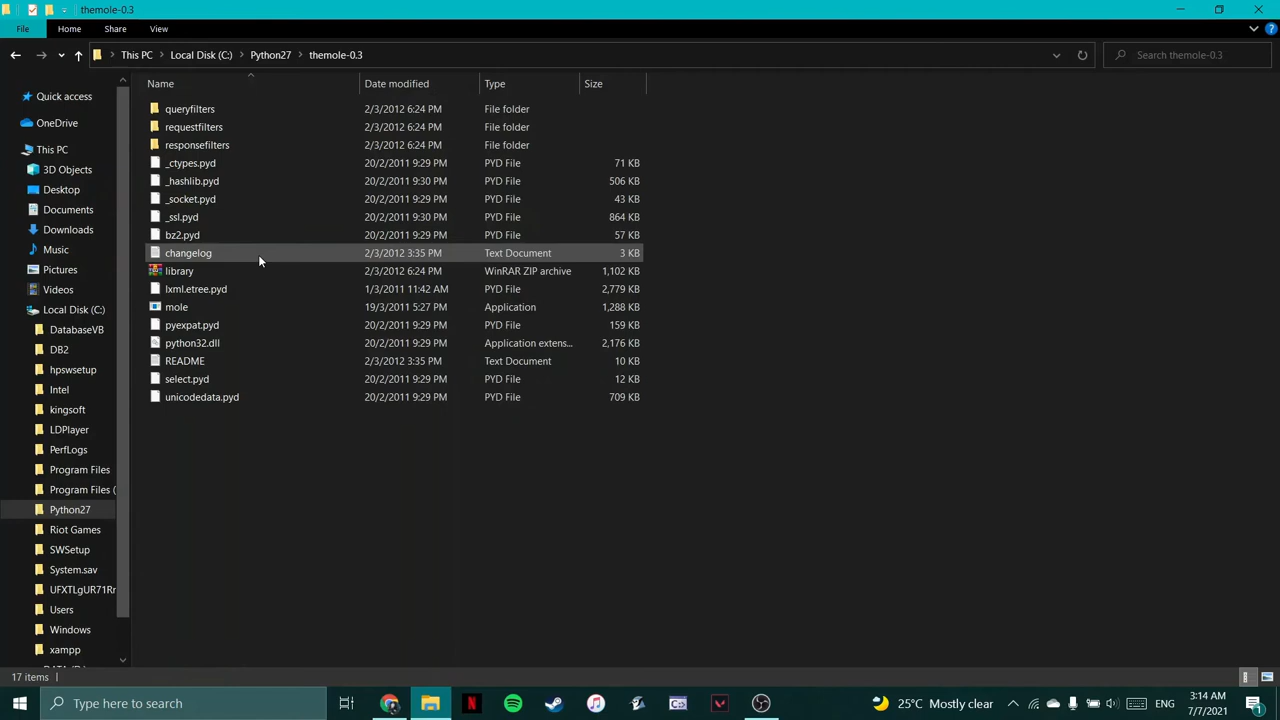 themole-0.3
File Home Share View
This PC Local Disk (C:) Python27 themole-0.3 Search themole-0.3
Name Date modified Type Size
Quick access
OneDrive
This PC
3D Objects
Desktop
Documents
Downloads
Music
Pictures
Videos
Local Disk (C:)
DatabaseVB
DB2
hpswsetup
Intel
kingsoft
LDPlayer
PerfLogs
Program Files
Program Files (
Python27
Riot Games
SWSetup
System.sav
UFXTLgUR71Rr
Users
Windows
xampp
queryfilters 2/3/2012 6:24 PM File folder
requestfilters 2/3/2012 6:24 PM File folder
responsefilters 2/3/2012 6:24 PM File folder
_ctypes.pyd 20/2/2011 9:29 PM PYD File 71 KB
_hashlib.pyd 20/2/2011 9:30 PM PYD File 506 KB
_socket.pyd 20/2/2011 9:29 PM PYD File 43 KB
_ssl.pyd 20/2/2011 9:30 PM PYD File 864 KB
bz2.pyd 20/2/2011 9:29 PM PYD File 57 KB
changelog 2/3/2012 3:35 PM Text Document 3 KB
library 2/3/2012 6:24 PM WinRAR ZIP archive 1,102 KB
lxml.etree.pyd 1/3/2011 11:42 AM PYD File 2,779 KB
mole 19/3/2011 5:27 PM Application 1,288 KB
pyexpat.pyd 20/2/2011 9:29 PM PYD File 159 KB
python32.dll 20/2/2011 9:29 PM Application extens... 2,176 KB
README 2/3/2012 3:35 PM Text Document 10 KB
select.pyd 20/2/2011 9:29 PM PYD File 12 KB
unicodedata.pyd 20/2/2011 9:29 PM PYD File 709 KB
17 items
Type here to search
25°C Mostly clear
ENG
3:14 AM
7/7/2021